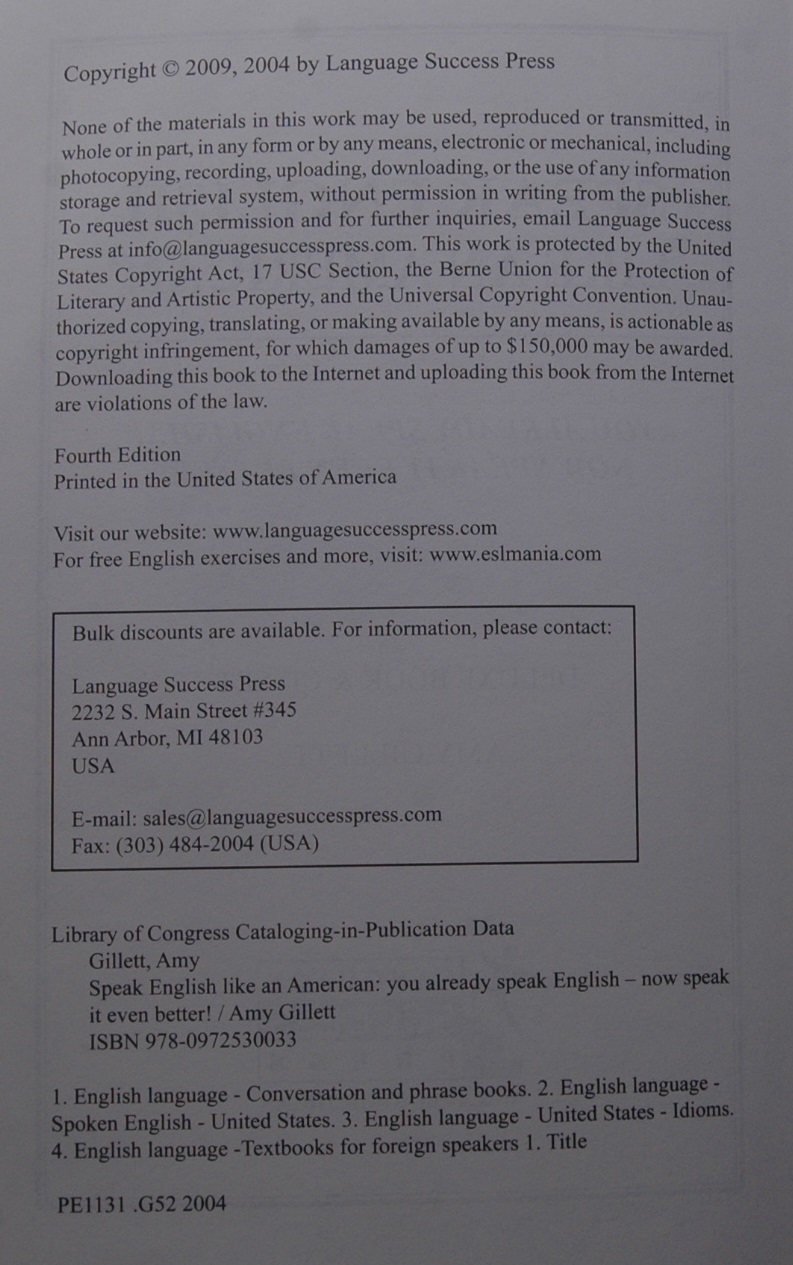 Copyright © 2009, 2004 by Language Success Press
None of the materials in this work may be used, reproduced or transmitted, in
whole or in part, in any form or by any means, electronic or mechanical, including
photocopying, recording, uploading, downloading, or the use of any information
storage and retrieval system, without permission in writing from the publisher.
To request such permission and for further inquiries, email Language Success
Press at info@languagesuccesspress.com. This work is protected by the United
States Copyright Act, 17 USC Section, the Berne Union for the Protection of
Literary and Artistic Property, and the Universal Copyright Convention. Unau-
thorized copying, translating, or making available by any means, is actionable as
copyright infringement, for which damages of up to $150,000 may be awarded.
Downloading this book to the Internet and uploading this book from the Internet
are violations of the law.
Fourth Edition
Printed in the United States of America
Visit our website: www.languagesuccesspress.com
For free English exercises and more, visit: www.eslmania.com
Bulk discounts are available. For information, please contact:
Language Success Press
2232 S. Main Street #345
Ann Arbor, MI 48103
USA
E-mail: sales@languagesuccesspress.com
Fax: (303) 484-2004 (USA)
Library of Congress Cataloging-in-Publication Data
Gillett, Amy
Speak English like an American: you already speak English – now speak
it even better! / Amy Gillett
ISBN 978-0972530033
1. English language - Conversation and phrase books. 2. English language -
Spoken English - United States. 3. English language - United States - Idioms.
4. English language -Textbooks for foreign speakers 1. Title
PE1131 .G52 2004